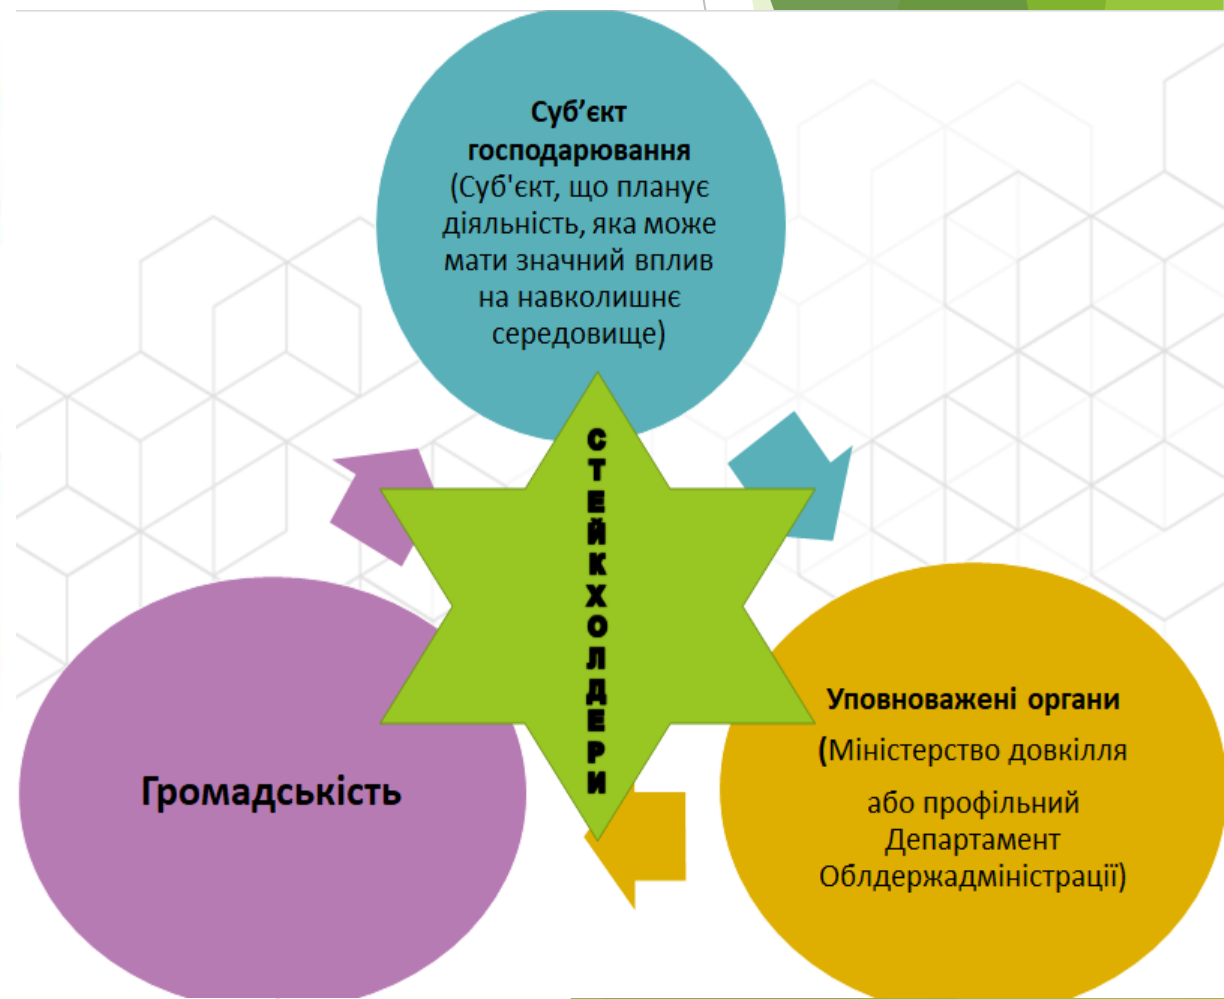 Суб’єкт
господарювання
(Суб'єкт, що планує
діяльність, яка може
мати значний вплив
на навколишнє
середовище)
СТЕЙКХОЛДЕРИ
Громадськість
Уповноважені органи
(Міністерство довкілля
або профільний
Департамент
Облдержадміністрації)